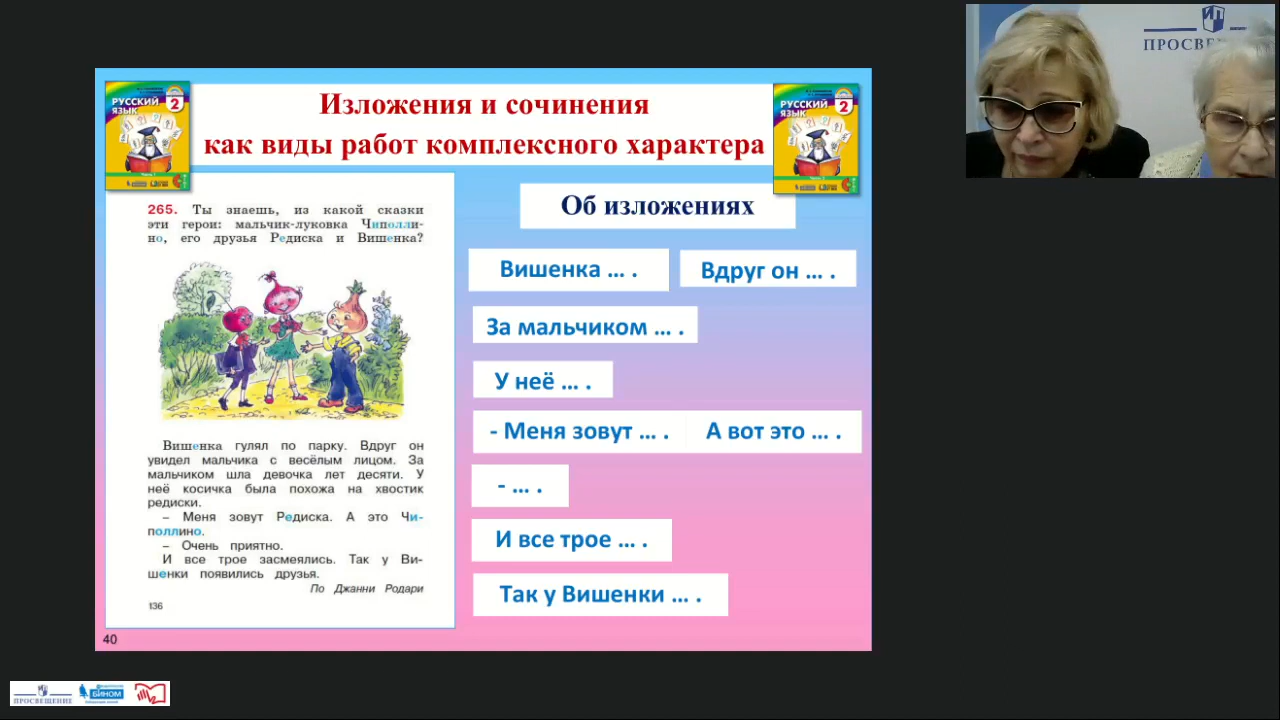 ПРОСВЕЩ
РУССКИЙ
ЯЗЫК
2
Изложения и сочинения
как виды работ комплексного характера
РУССКИЙ
ЯЗЫК
2
265. Ты знаешь, из какой сказки
эти герои: мальчик-луковка Чиполли-
но, его друзья Редиска и Вишенка?
Вишенка гулял по парку. Вдруг он
увидел мальчика с весёлым лицом. За
мальчиком шла девочка лет десяти. У
неё косичка была похожа на хвостик
редиски.
– Меня зовут Редиска. А это Чи-
поллино.
– Очень приятно.
И все трое засмеялись. Так у Ви-
шенки появились друзья.
По Джанни Родари
136
40
Об изложениях
Вишенка ... .
Вдруг он ... .
За мальчиком ... .
У неё ... .
- Меня зовут ... . А вот это ... .
- ... .
И все трое ... .
Так у Вишенки ... .
ПРОСВЕЩЕНИЕ
БИНОМ